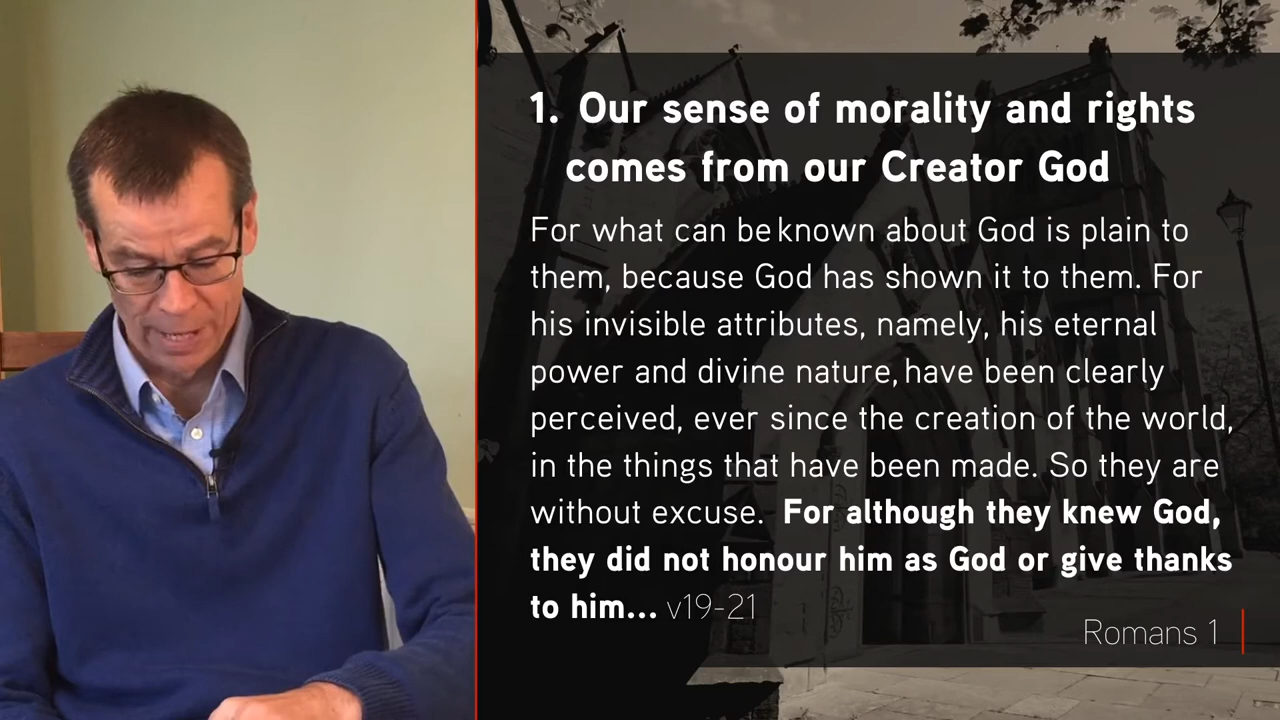 1. Our sense of morality and rights
comes from our Creator God
For what can be known about God is plain to
them, because God has shown it to them. For
his invisible attributes, namely, his eternal
power and divine nature, have been clearly
perceived, ever since the creation of the world,
in the things that have been made. So they are
without excuse. For although they knew God,
they did not honour him as God or give thanks
to him... v19-21
Romans 1